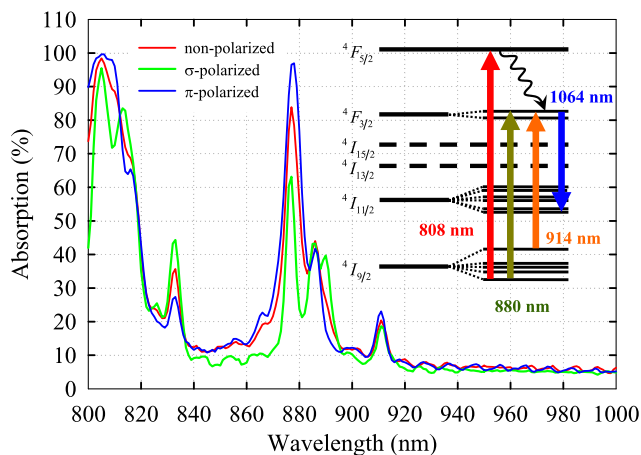 110
100
90
80
70
60
50
40
30
20
10
0
800 820 840 860 880 900 920 940 960 980 1000
Absorption (%)
Wavelength (nm)
non-polarized
σ-polarized
π-polarized
⁴F₅/₂
⁴F₃/₂
⁴I₁₅/₂
⁴I₁₃/₂
⁴I₁₁/₂
⁴I₉/₂
1064 nm
808 nm
914 nm
880 nm